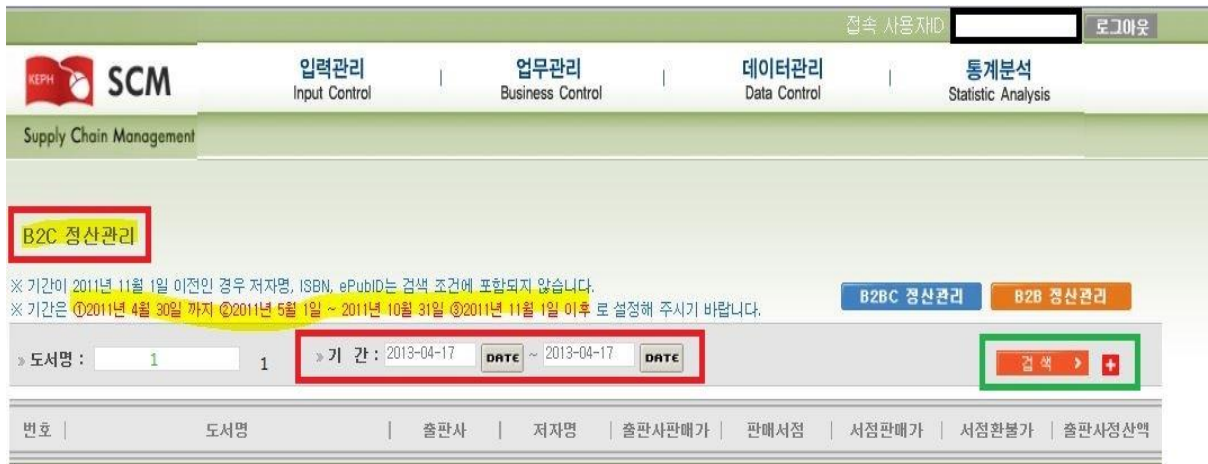 접속 사용자ID 로그아웃
KEPH SCM 입력관리 업무관리 데이터관리 통계분석
Input Control Business Control Data Control Statistic Analysis
Supply Chain Management
B2C 정산관리
※ 기간이 2011년 11월 1일 이전인 경우 저자명, ISBN, ePubID는 검색 조건에 포함되지 않습니다.
※ 기간은 ①2011년 4월 30일 까지 ②2011년 5월 1일 ~ 2011년 10월 31일 ③2011년 11월 1일 이후 로 설정해 주시기 바랍니다.
B2BC 정산관리 B2B 정산관리
» 도서명 : 1 1 » 기 간 : 2013-04-17 DATE ~ 2013-04-17 DATE 검색 > +
번호 | 도서명 | 출판사 | 저자명 | 출판사판매가 | 판매서점 | 서점판매가 | 서점환불가 | 출판사정산액